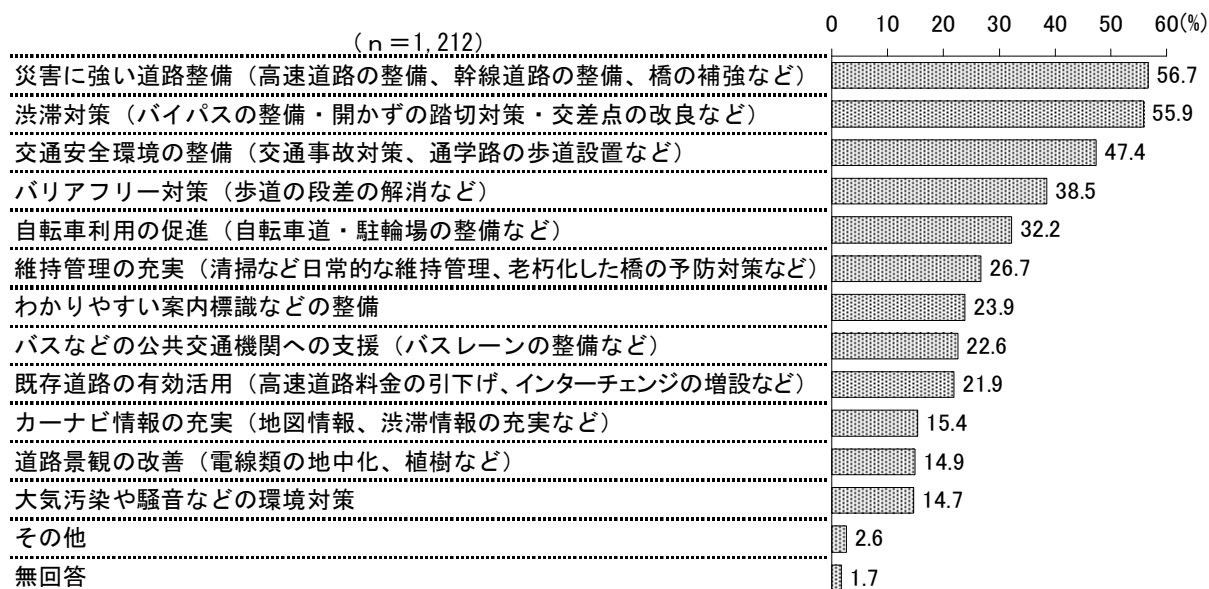 0 10 20 30 40 50 60(%)
(n=1,212)
災害に強い道路整備（高速道路の整備、幹線道路の整備、橋の補強など） 56.7
渋滞対策（バイパスの整備・開かずの踏切対策・交差点の改良など） 55.9
交通安全環境の整備（交通事故対策、通学路の歩道設置など） 47.4
バリアフリー対策（歩道の段差の解消など） 38.5
自転車利用の促進（自転車道・駐輪場の整備など） 32.2
維持管理の充実（清掃など日常的な維持管理、老朽化した橋の予防対策など） 26.7
わかりやすい案内標識などの整備 23.9
バスなどの公共交通機関への支援（バスレーンの整備など） 22.6
既存道路の有効活用（高速道路料金の引下げ、インターチェンジの増設など） 21.9
カーナビ情報の充実（地図情報、渋滞情報の充実など） 15.4
道路景観の改善（電線類の地中化、植樹など） 14.9
大気汚染や騒音などの環境対策 14.7
その他 2.6
無回答 1.7